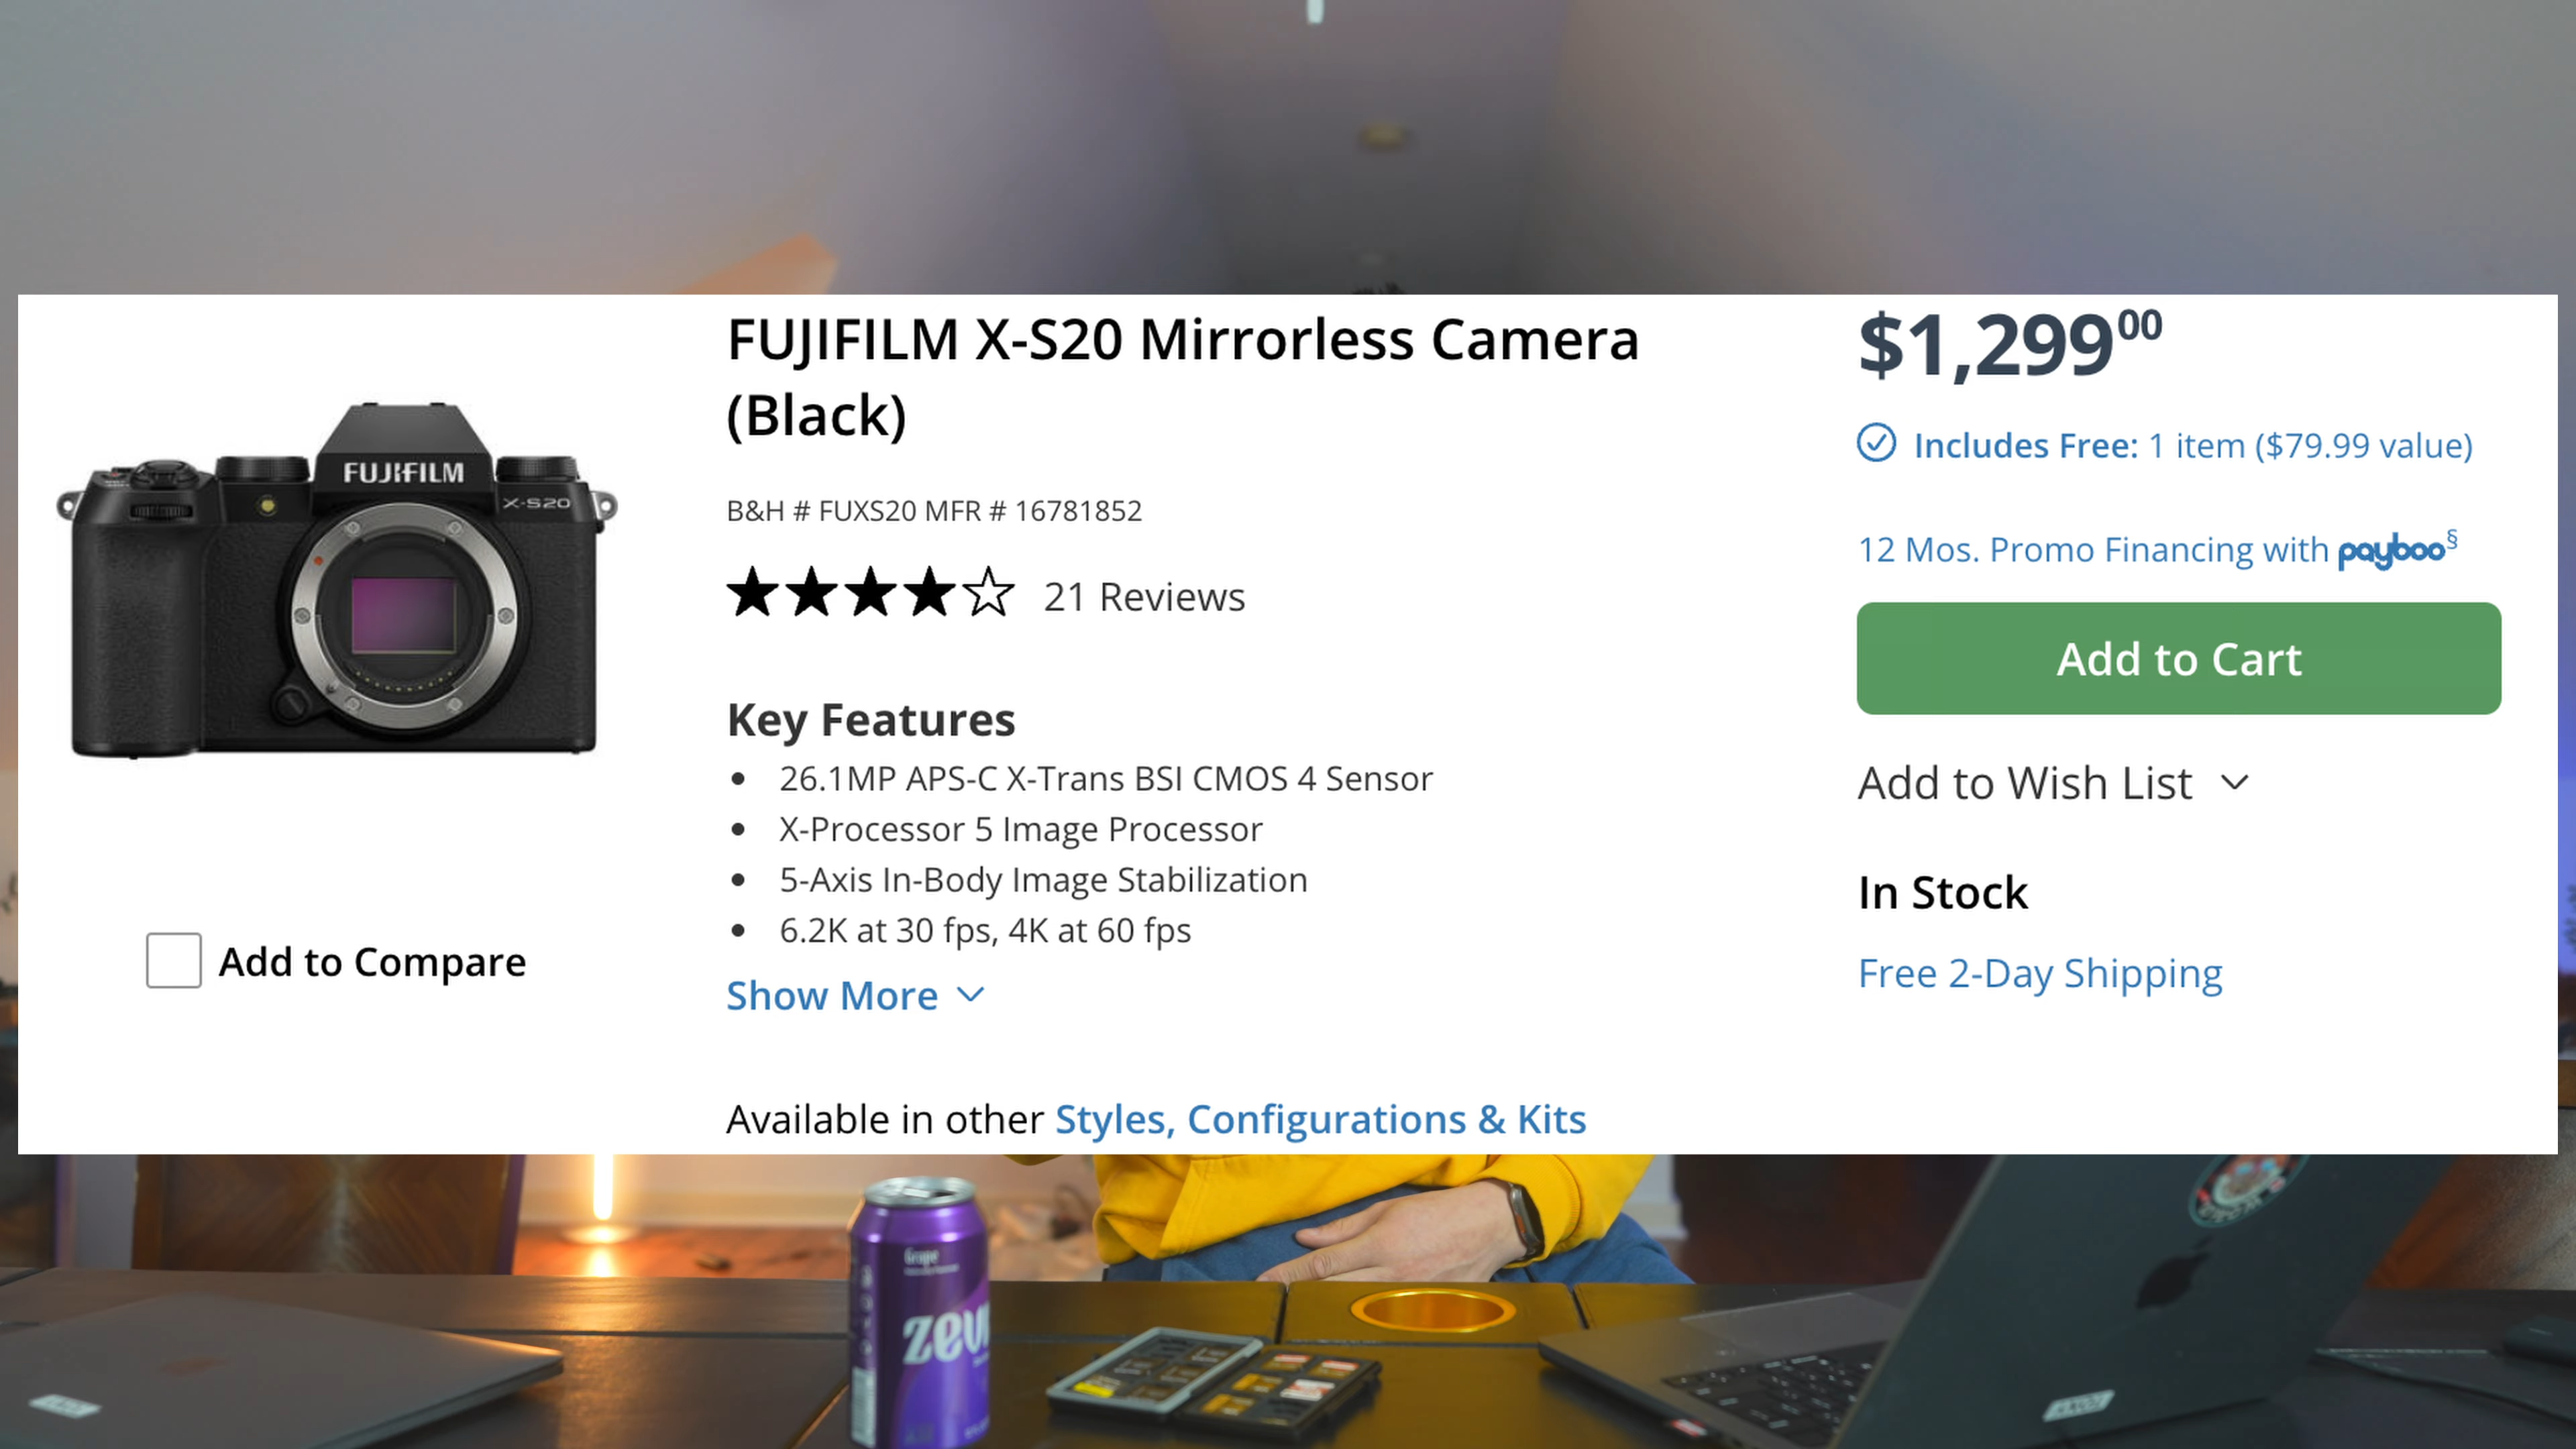 FUJIFILM
X-S20
Add to Compare
FUJIFILM X-S20 Mirrorless Camera
(Black)
B&H # FUXS20 MFR # 16781852
21 Reviews
Key Features
• 26.1MP APS-C X-Trans BSI CMOS 4 Sensor
• X-Processor 5 Image Processor
• 5-Axis In-Body Image Stabilization
• 6.2K at 30 fps, 4K at 60 fps
Show More
Available in other Styles, Configurations & Kits
$1,299.00
Includes Free: 1 item ($79.99 value)
12 Mos. Promo Financing with payboo§
Add to Cart
Add to Wish List
In Stock
Free 2-Day Shipping
Grape